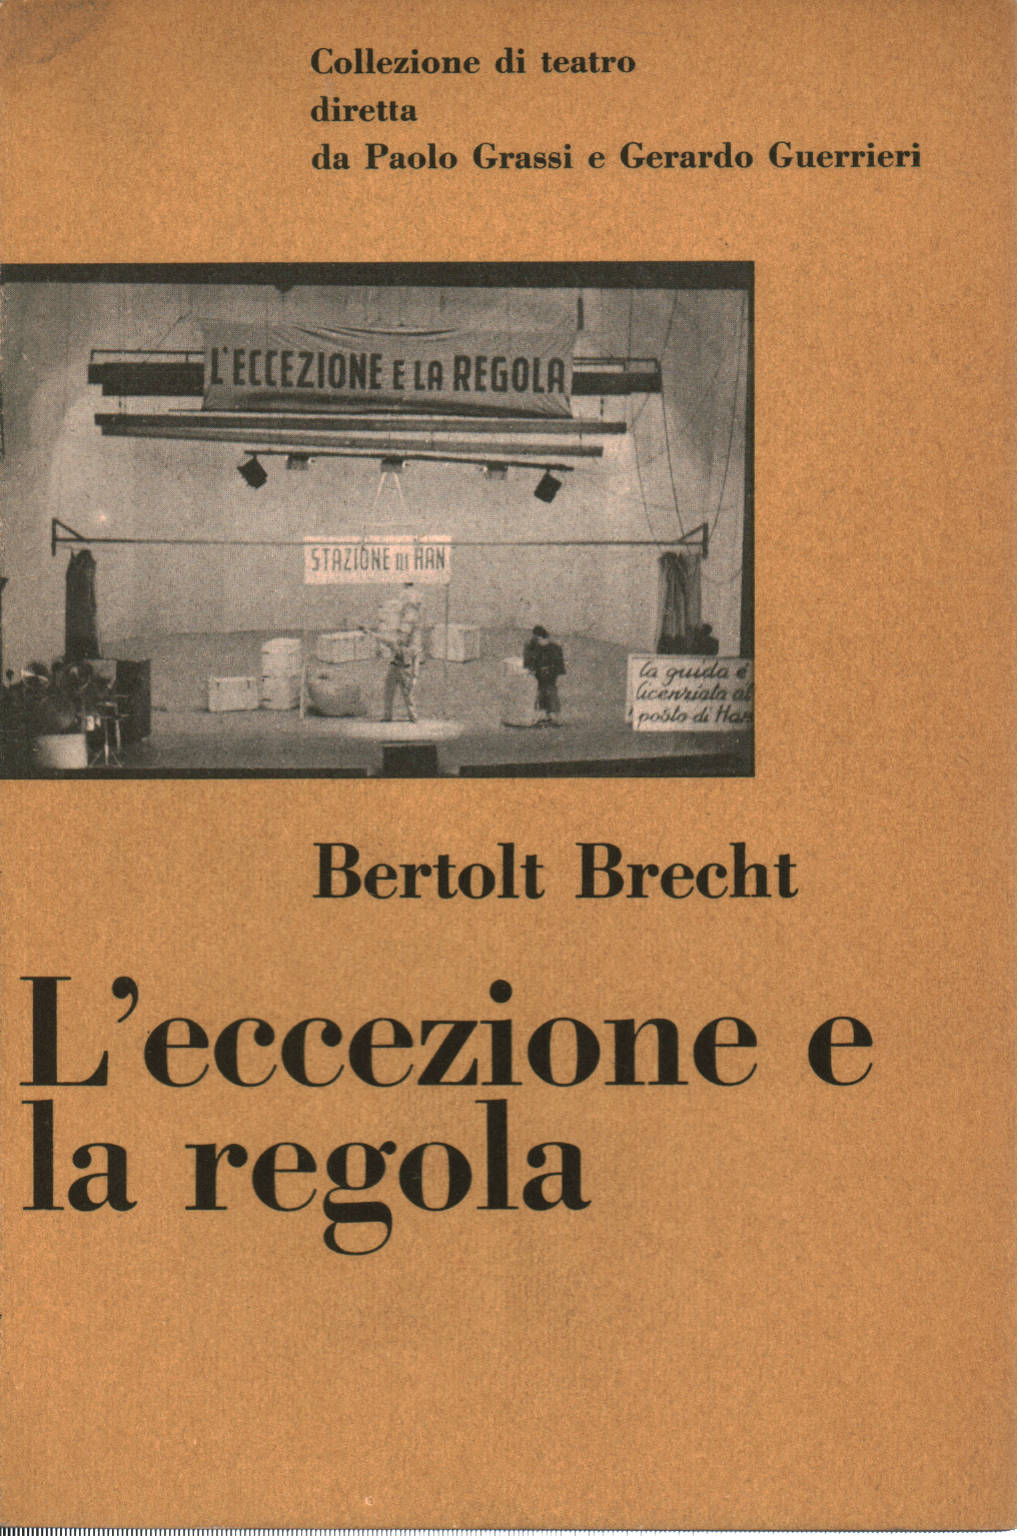 Collezione di teatro
diretta
da Paolo Grassi e Gerardo Guerrieri
L'ECCEZIONE E LA REGOLA
STAZIONE DI HAN
la guida è
licenziata al
posto di Han
Bertolt Brecht
L'eccezione e
la regola